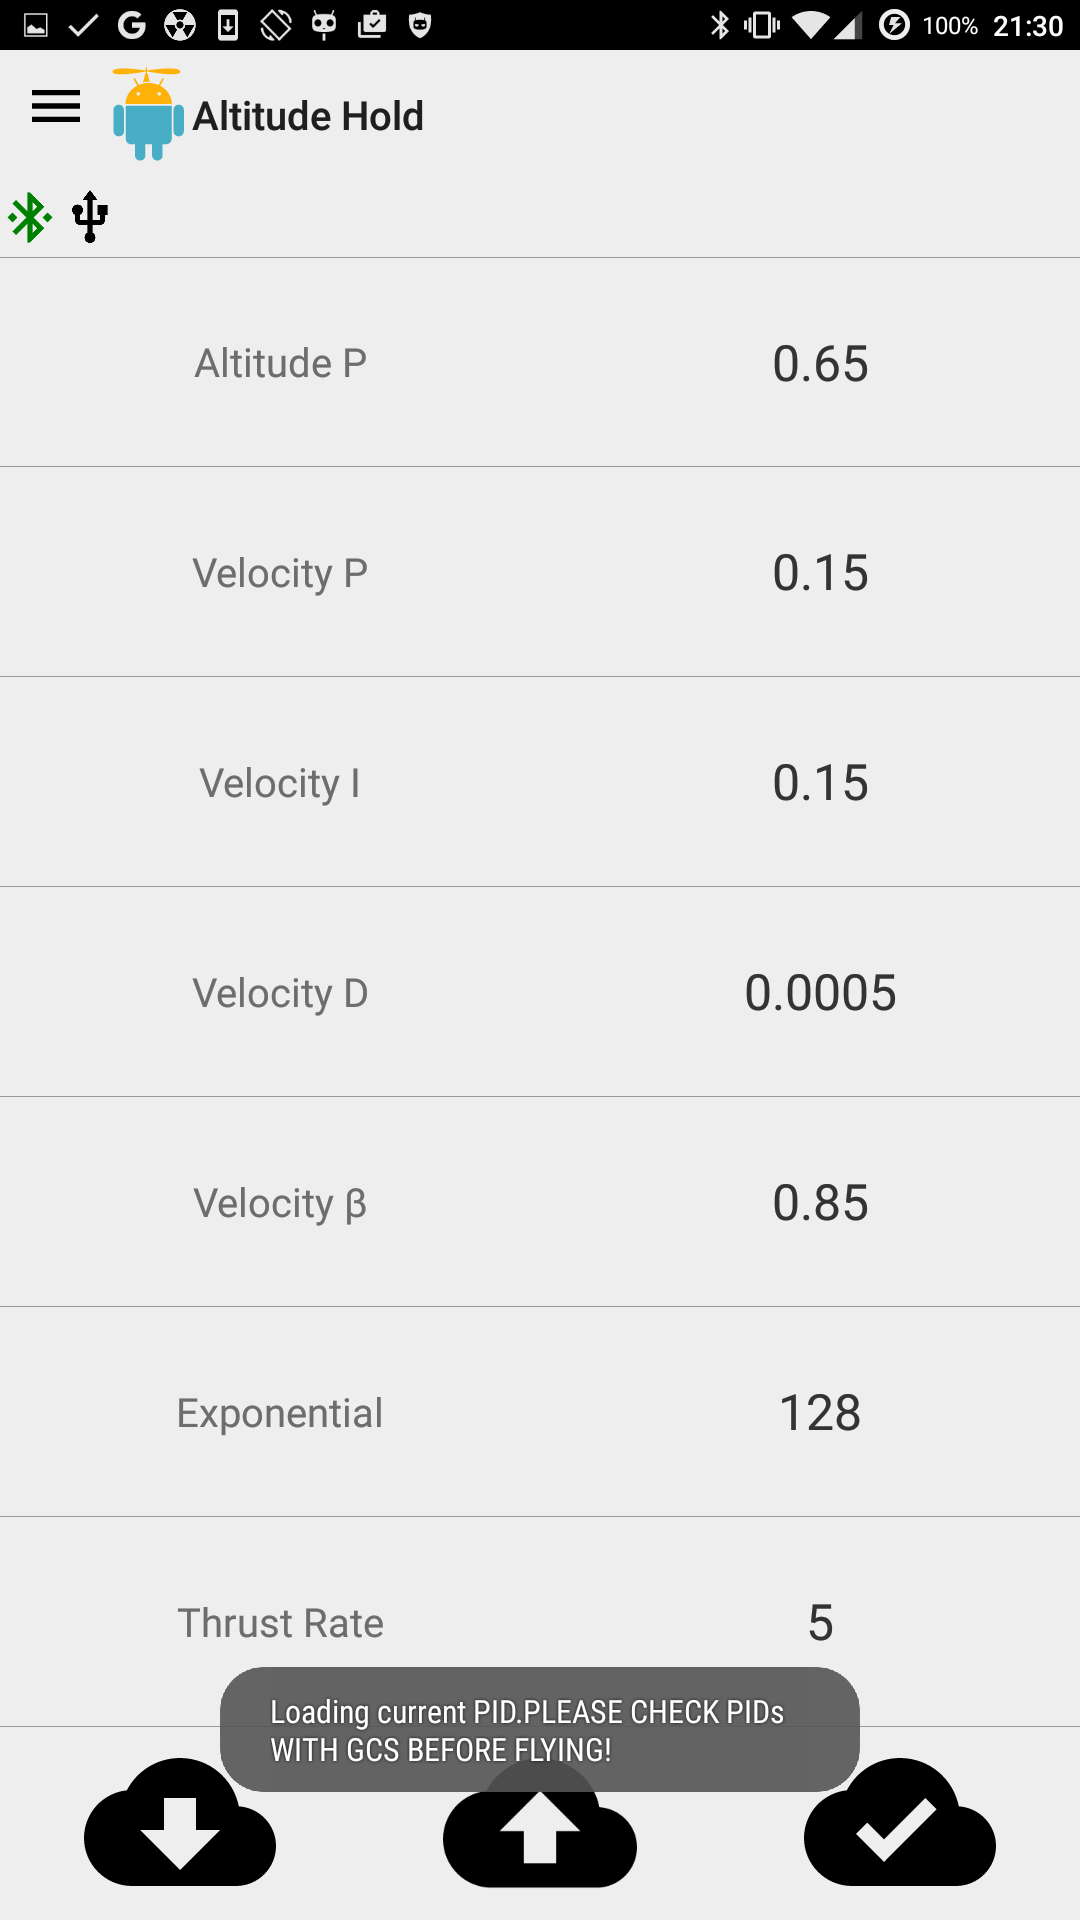 100% 21:30
Altitude Hold
Altitude P 0.65
Velocity P 0.15
Velocity I 0.15
Velocity D 0.0005
Velocity β 0.85
Exponential 128
Thrust Rate 5
Loading current PID.PLEASE CHECK PIDs
WITH GCS BEFORE FLYING!